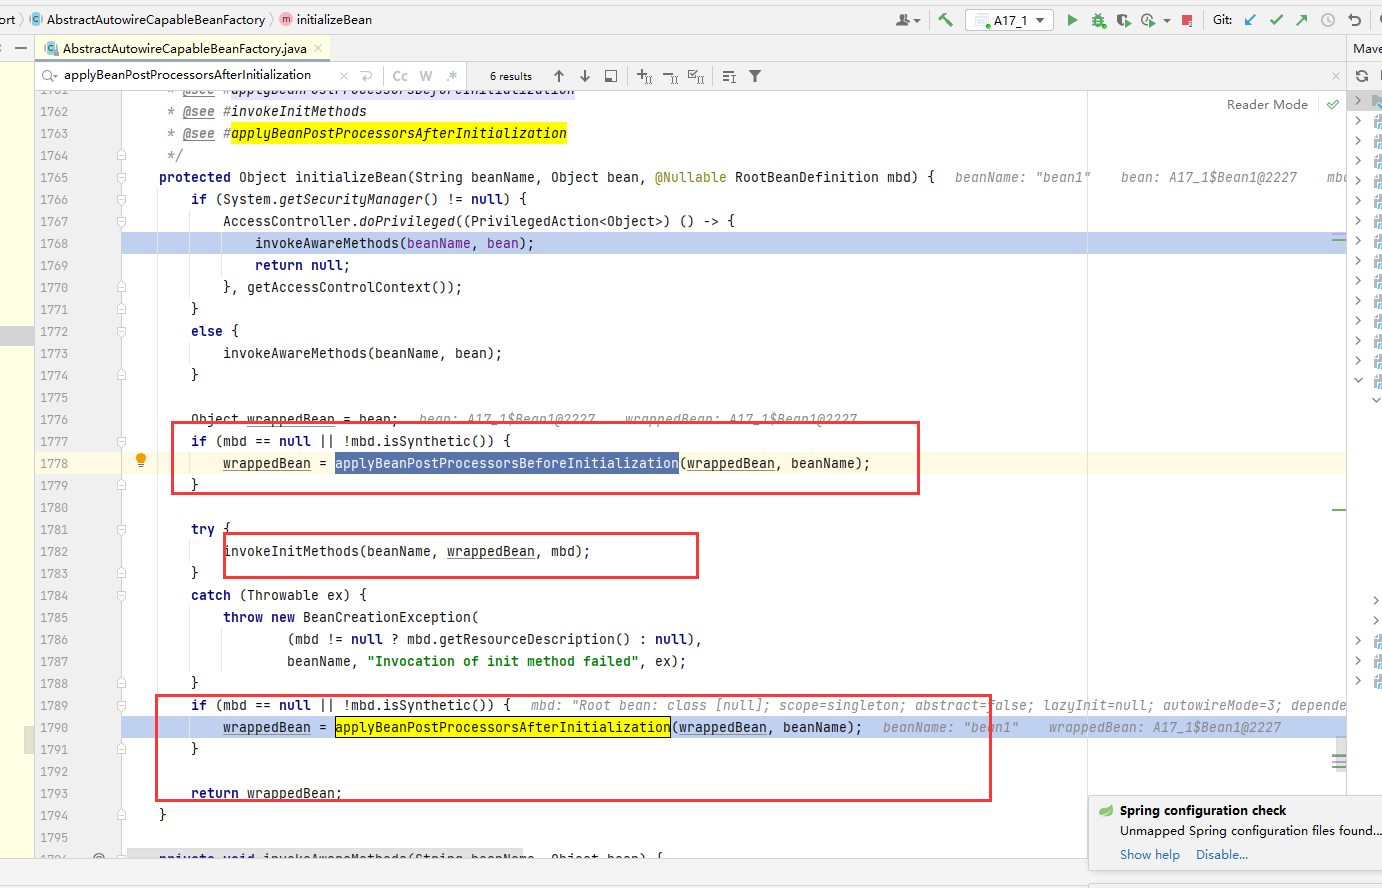 ort > AbstractAutowireCapableBeanFactory > initializeBean
A17_1
Git:
AbstractAutowireCapableBeanFactory.java
Mave
applyBeanPostProcessorsAfterInitialization
Cc W .*
6 results
1761 * @see #applyBeanPostProcessorsBeforeInitialization
Reader Mode
1762 * @see #invokeInitMethods
1763 * @see #applyBeanPostProcessorsAfterInitialization
1764 */
1765 protected Object initializeBean(String beanName, Object bean, @Nullable RootBeanDefinition mbd) { beanName: "bean1" bean: A17_1$Bean1@2227 mbd
1766 if (System.getSecurityManager() != null) {
1767 AccessController.doPrivileged((PrivilegedAction<Object>) () -> {
1768 invokeAwareMethods(beanName, bean);
1769 return null;
1770 }, getAccessControlContext());
1771 }
1772 else {
1773 invokeAwareMethods(beanName, bean);
1774 }
1775
1776 Object wrappedBean = bean; bean: A17_1$Bean1@2227 wrappedBean: A17_1$Bean1@2227
1777 if (mbd == null || !mbd.isSynthetic()) {
1778 wrappedBean = applyBeanPostProcessorsBeforeInitialization(wrappedBean, beanName);
1779 }
1780
1781 try {
1782 invokeInitMethods(beanName, wrappedBean, mbd);
1783 }
1784 catch (Throwable ex) {
1785 throw new BeanCreationException(
1786 (mbd != null ? mbd.getResourceDescription() : null),
1787 beanName, "Invocation of init method failed", ex);
1788 }
1789 if (mbd == null || !mbd.isSynthetic()) { mbd: "Root bean: class [null]; scope=singleton; abstract=false; lazyInit=null; autowireMode=3; depende
1790 wrappedBean = applyBeanPostProcessorsAfterInitialization(wrappedBean, beanName); beanName: "bean1" wrappedBean: A17_1$Bean1@2227
1791 }
1792
1793 return wrappedBean;
1794 }
1795
1796 private void invokeAwareMethods(String beanName, Object bean) {
Spring configuration check
Unmapped Spring configuration files found....
Show help Disable...